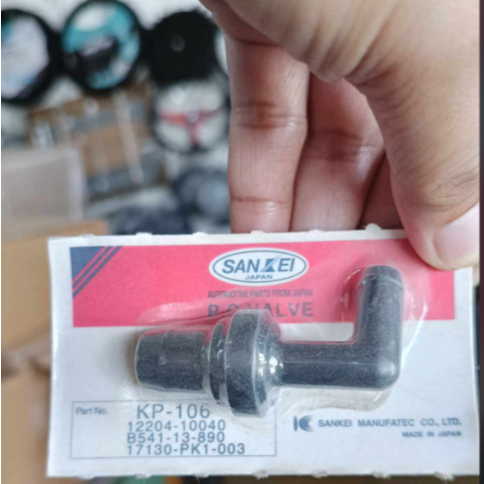 SANKEI
JAPAN
AUTOMOTIVE PARTS FROM JAPAN
P.C.VALVE
Part No.
KP-106
12204-10040
B541-13-890
17130-PK1-003
SANKEI MANUFATEC CO., LTD.
MADE IN JAPAN